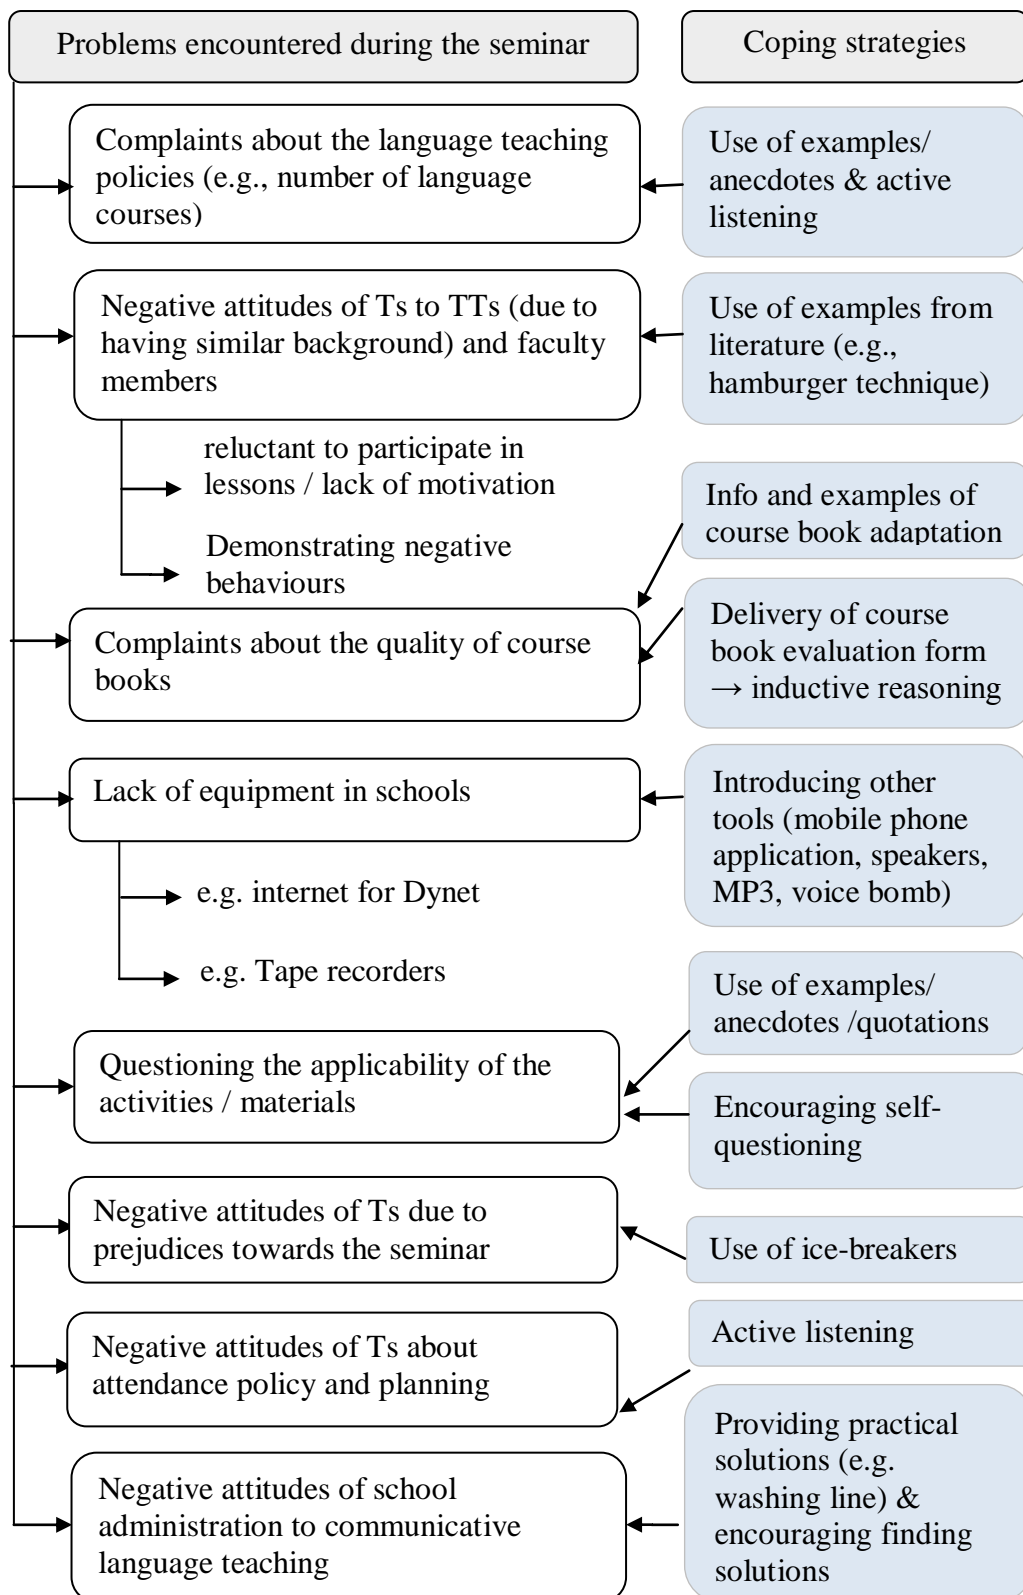 Problems encountered during the seminar
Coping strategies
Complaints about the language teaching
policies (e.g., number of language
courses)
Use of examples/
anecdotes & active
listening
Negative attitudes of Ts to TTs (due to
having similar background) and faculty
members
Use of examples from
literature (e.g.,
hamburger technique)
reluctant to participate in
lessons / lack of motivation
Demonstrating negative
behaviours
Info and examples of
course book adaptation
Complaints about the quality of course
books
Delivery of course
book evaluation form
→ inductive reasoning
Lack of equipment in schools
Introducing other
tools (mobile phone
application, speakers,
MP3, voice bomb)
e.g. internet for Dynet
e.g. Tape recorders
Use of examples/
anecdotes /quotations
Questioning the applicability of the
activities / materials
Encouraging self-
questioning
Negative attitudes of Ts due to
prejudices towards the seminar
Use of ice-breakers
Negative attitudes of Ts about
attendance policy and planning
Active listening
Negative attitudes of school
administration to communicative
language teaching
Providing practical
solutions (e.g.
washing line) &
encouraging finding
solutions